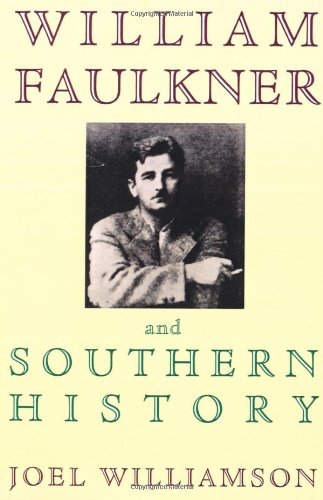 WILLIAM
FAULKNER
and
SOUTHERN
HISTORY
JOEL WILLIAMSON